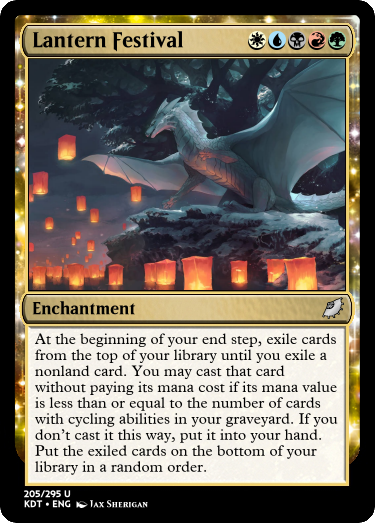 Lantern Festival
Enchantment
At the beginning of your end step, exile cards
from the top of your library until you exile a
nonland card. You may cast that card
without paying its mana cost if its mana value
is less than or equal to the number of cards
with cycling abilities in your graveyard. If you
don't cast it this way, put it into your hand.
Put the exiled cards on the bottom of your
library in a random order.
205/295 U
KDT • ENG Jax Sherigan